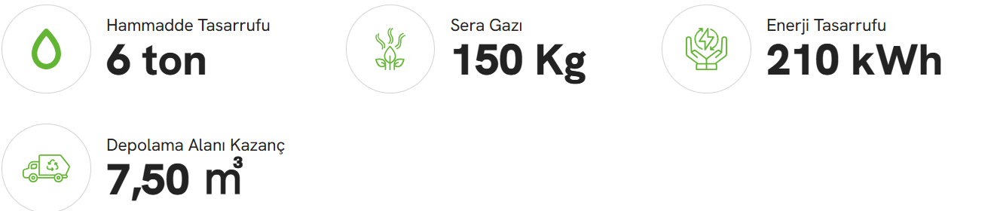 Hammadde Tasarrufu
6 ton
Sera Gazı
150 Kg
Enerji Tasarrufu
210 kWh
Depolama Alanı Kazanç
7,50 m³